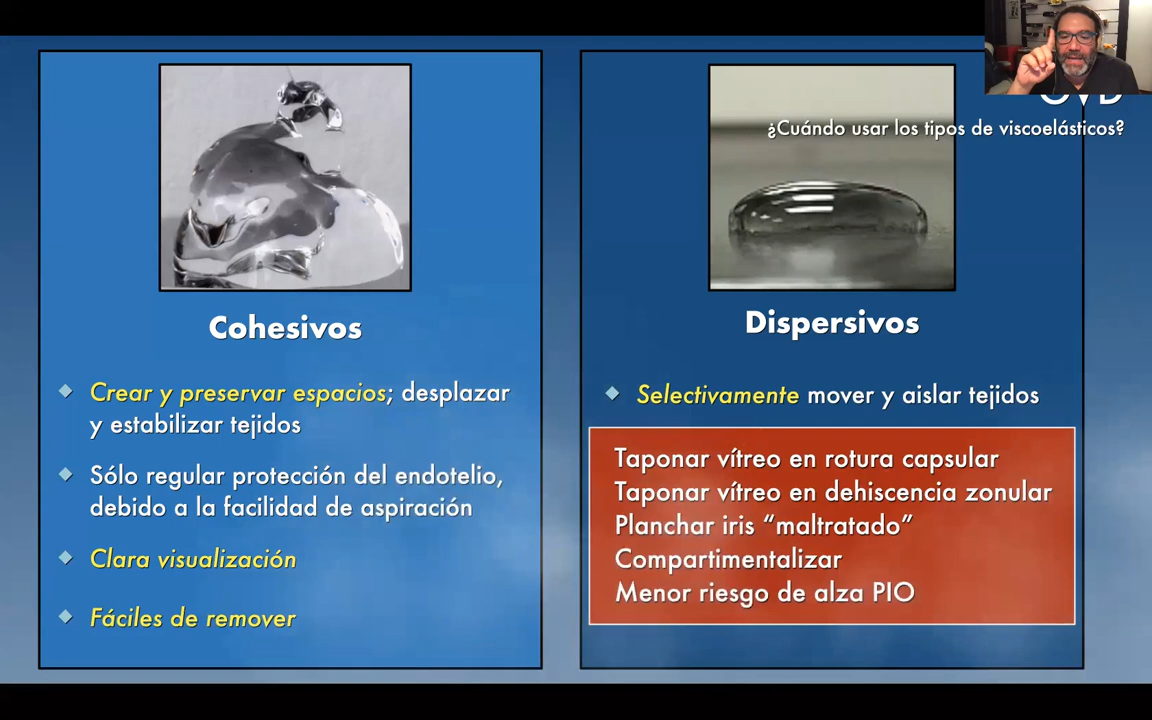 OVD
¿Cuándo usar los tipos de viscoelásticos?
Cohesivos
Crear y preservar espacios; desplazar
y estabilizar tejidos
Sólo regular protección del endotelio,
debido a la facilidad de aspiración
Clara visualización
Fáciles de remover
Dispersivos
Selectivamente mover y aislar tejidos
Taponar vítreo en rotura capsular
Taponar vítreo en dehiscencia zonular
Planchar iris “maltratado”
Compartimentalizar
Menor riesgo de alza PIO